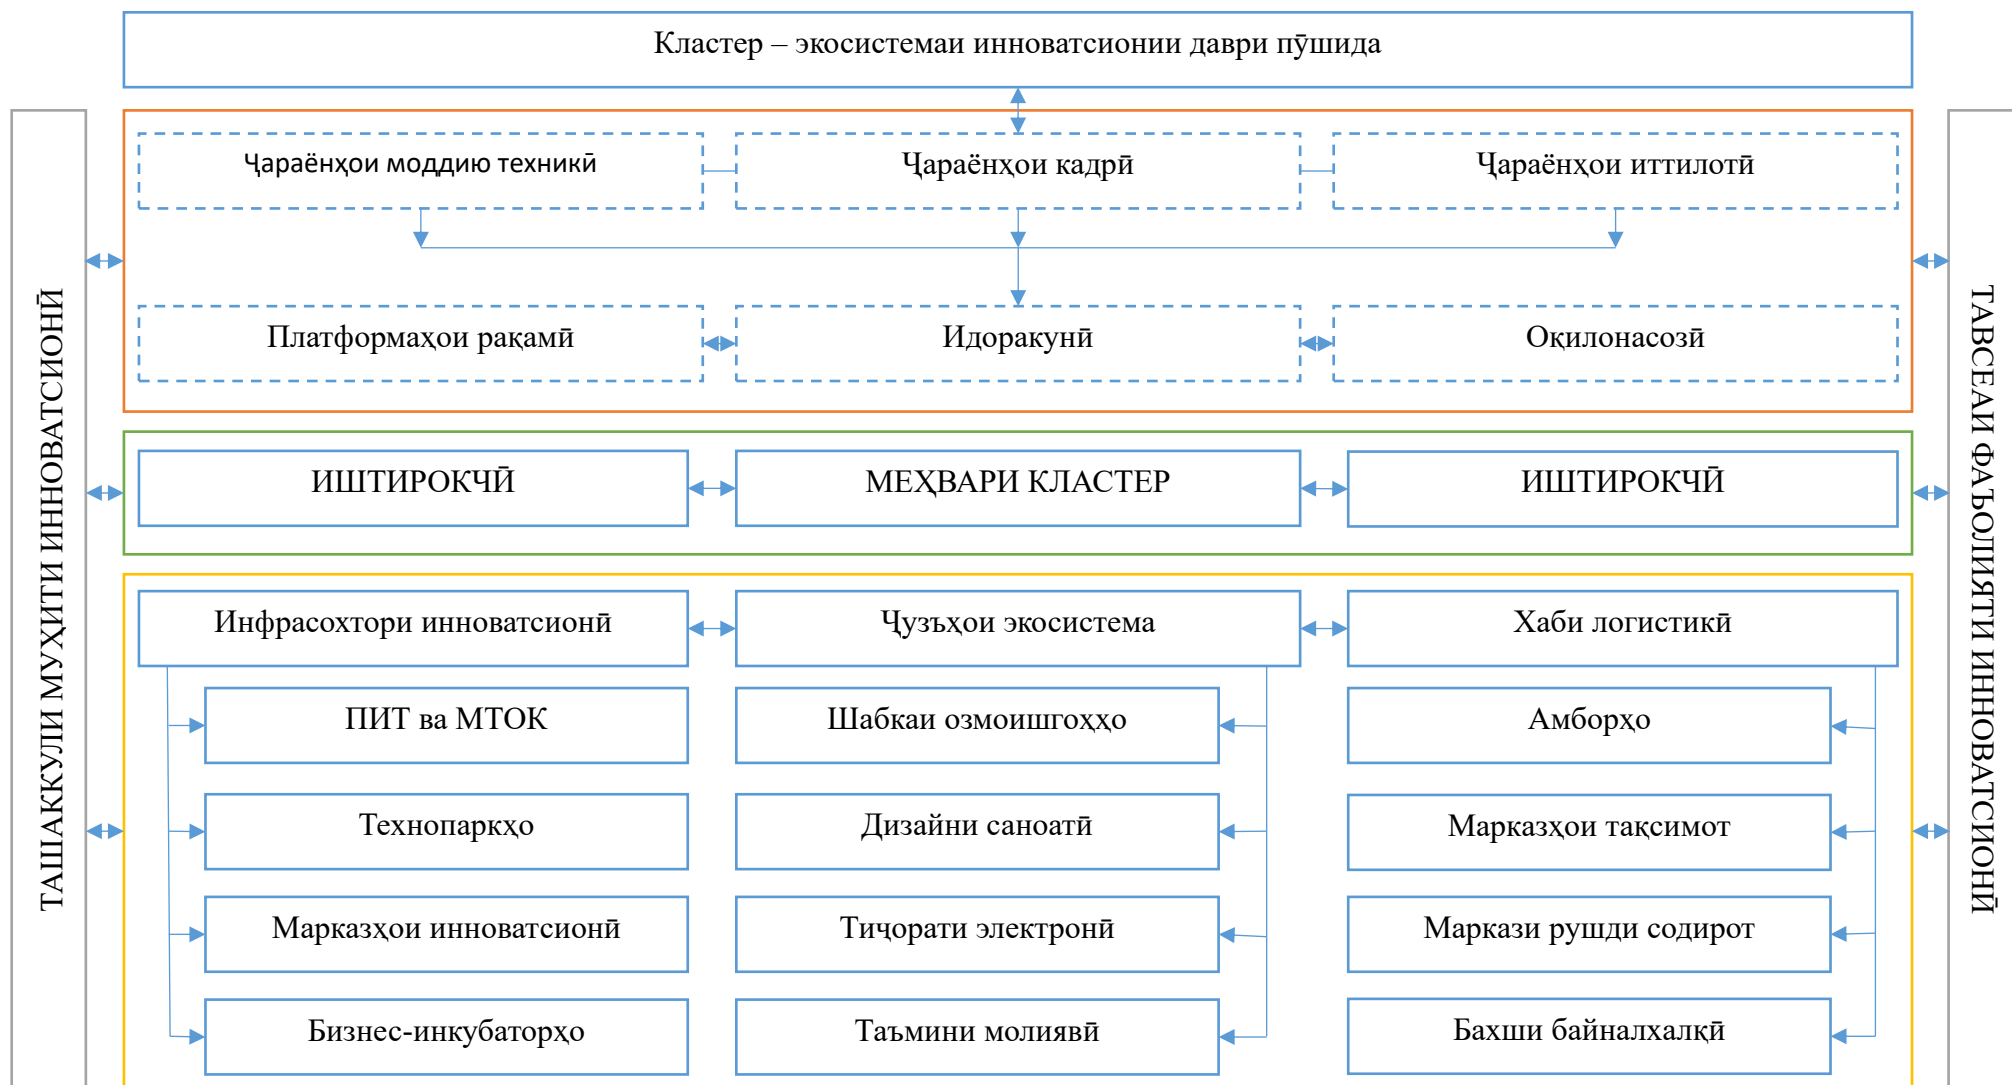 Кластер – экосистемаи инноватсионии даври пӯшида
ТАШАККУЛИ МУҲИТИ ИННОВАТСИОНӢ
Ҷараёнҳои моддию техникӣ
Ҷараёнҳои кадрӣ
Ҷараёнҳои иттилотӣ
Платформаҳои рақамӣ
Идоракунӣ
Оқилонасозӣ
ИШТИРОКЧӢ
МЕҲВАРИ КЛАСТЕР
ИШТИРОКЧӢ
Инфрасохтори инноватсионӣ
Ҷузъҳои экосистема
Хаби логистикӣ
ПИТ ва МТОК
Шабкаи озмоишгоҳҳо
Амборҳо
Технопаркҳо
Дизайни саноатӣ
Марказҳои тақсимот
Марказҳои инноватсионӣ
Тиҷорати электронӣ
Маркази рушди содирот
Бизнес-инкубаторҳо
Таъмини молиявӣ
Бахши байналхалқӣ
ТАВСЕАИ ФАЪОЛИЯТИ ИННОВАТСИОНӢ